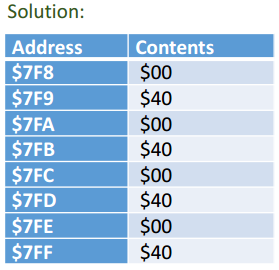 Solution:
Address Contents
$7F8 $00
$7F9 $40
$7FA $00
$7FB $40
$7FC $00
$7FD $40
$7FE $00
$7FF $40